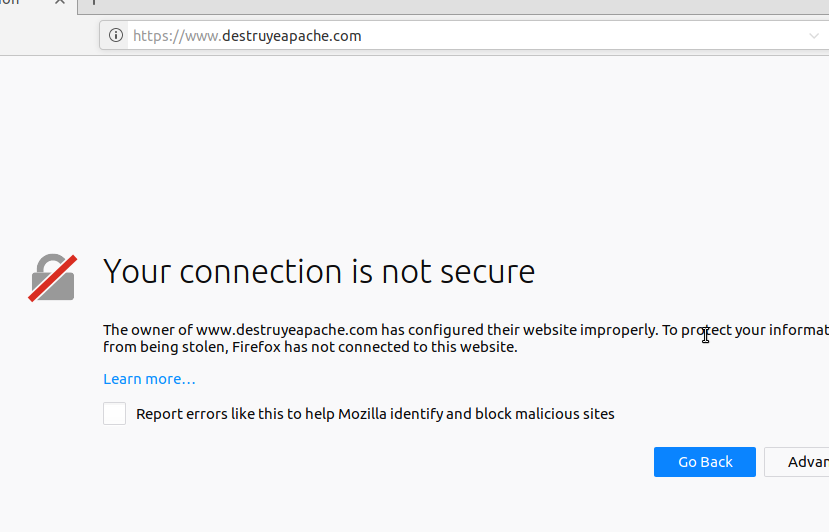 https://www.destruyeapache.com
Your connection is not secure
The owner of www.destruyeapache.com has configured their website improperly. To protect your informat
from being stolen, Firefox has not connected to this website.
Learn more…
Report errors like this to help Mozilla identify and block malicious sites
Go Back Advan